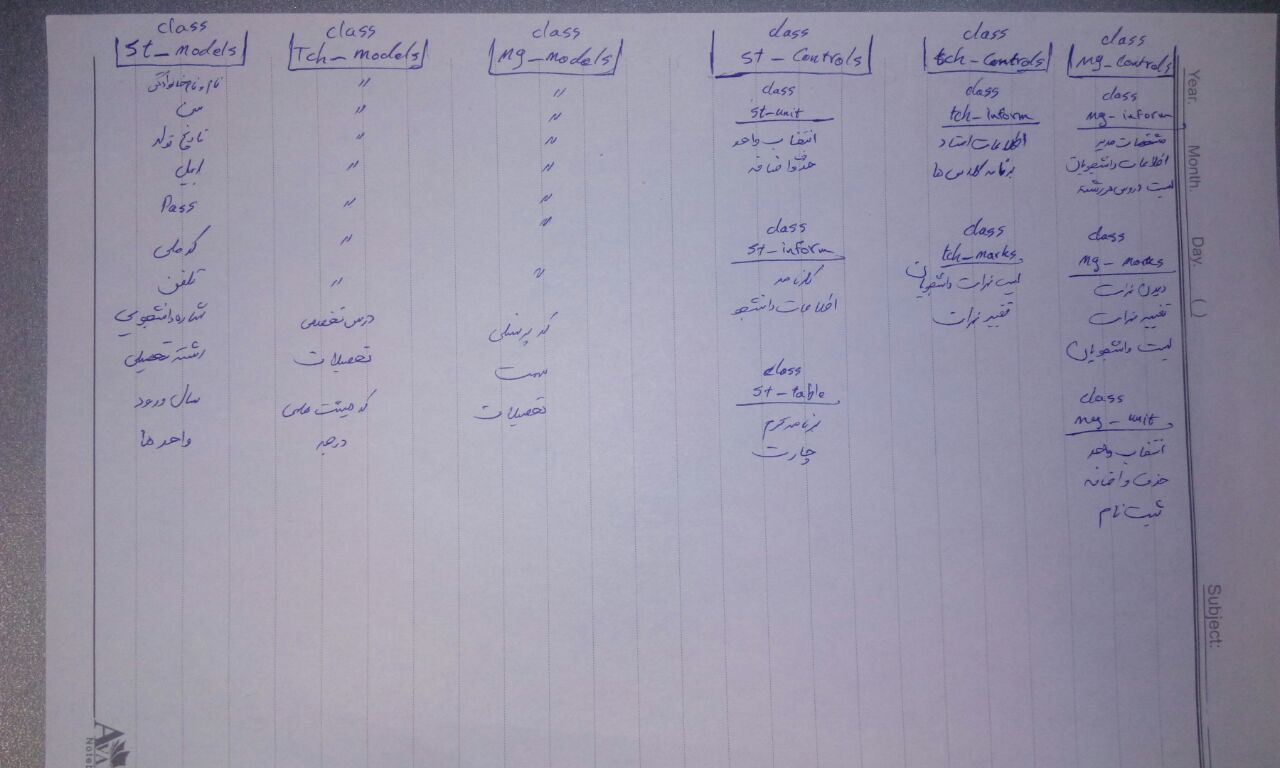 class
St_models
نام و نام خانوادگی
سن
تاریخ تولد
ایمیل
Pass
کد ملی
تلفن
شماره دانشجویی
رشته تحصیلی
سال ورود
واحد ها
class
Tch_models
"
"
"
"
"
"
"
درس تخصصی
تحصیلات
کد هیئت علمی
درجه
class
Mg_models
"
"
"
"
"
"
"
کد پرسنلی
سمت
تحصیلات
class
St_Controls
class
St_unit
انتخاب واحد
حذف و اضافه
class
St_inform
کارنامه
اطلاعات دانشجو
class
St_table
برنامه ترم
چارت
class
tch_Controls
class
tch_Inform
اطلاعات استاد
برنامه کلاس ها
class
tch_marks
لیست نمرات دانشجویان
تغییر نمرات
class
Mg_Controls
class
Mg_inform
مشخصات مدیر
اطلاعات دانشجویان
لیست دروس هر رشته
class
Mg_marks
دیدن نمرات
تغییر نمرات
لیست دانشجویان
class
Mg_unit
انتخاب واحد
حذف و اضافه
ثبت نام
Year. Month. Day. ( )
Subject:
AVA
Note